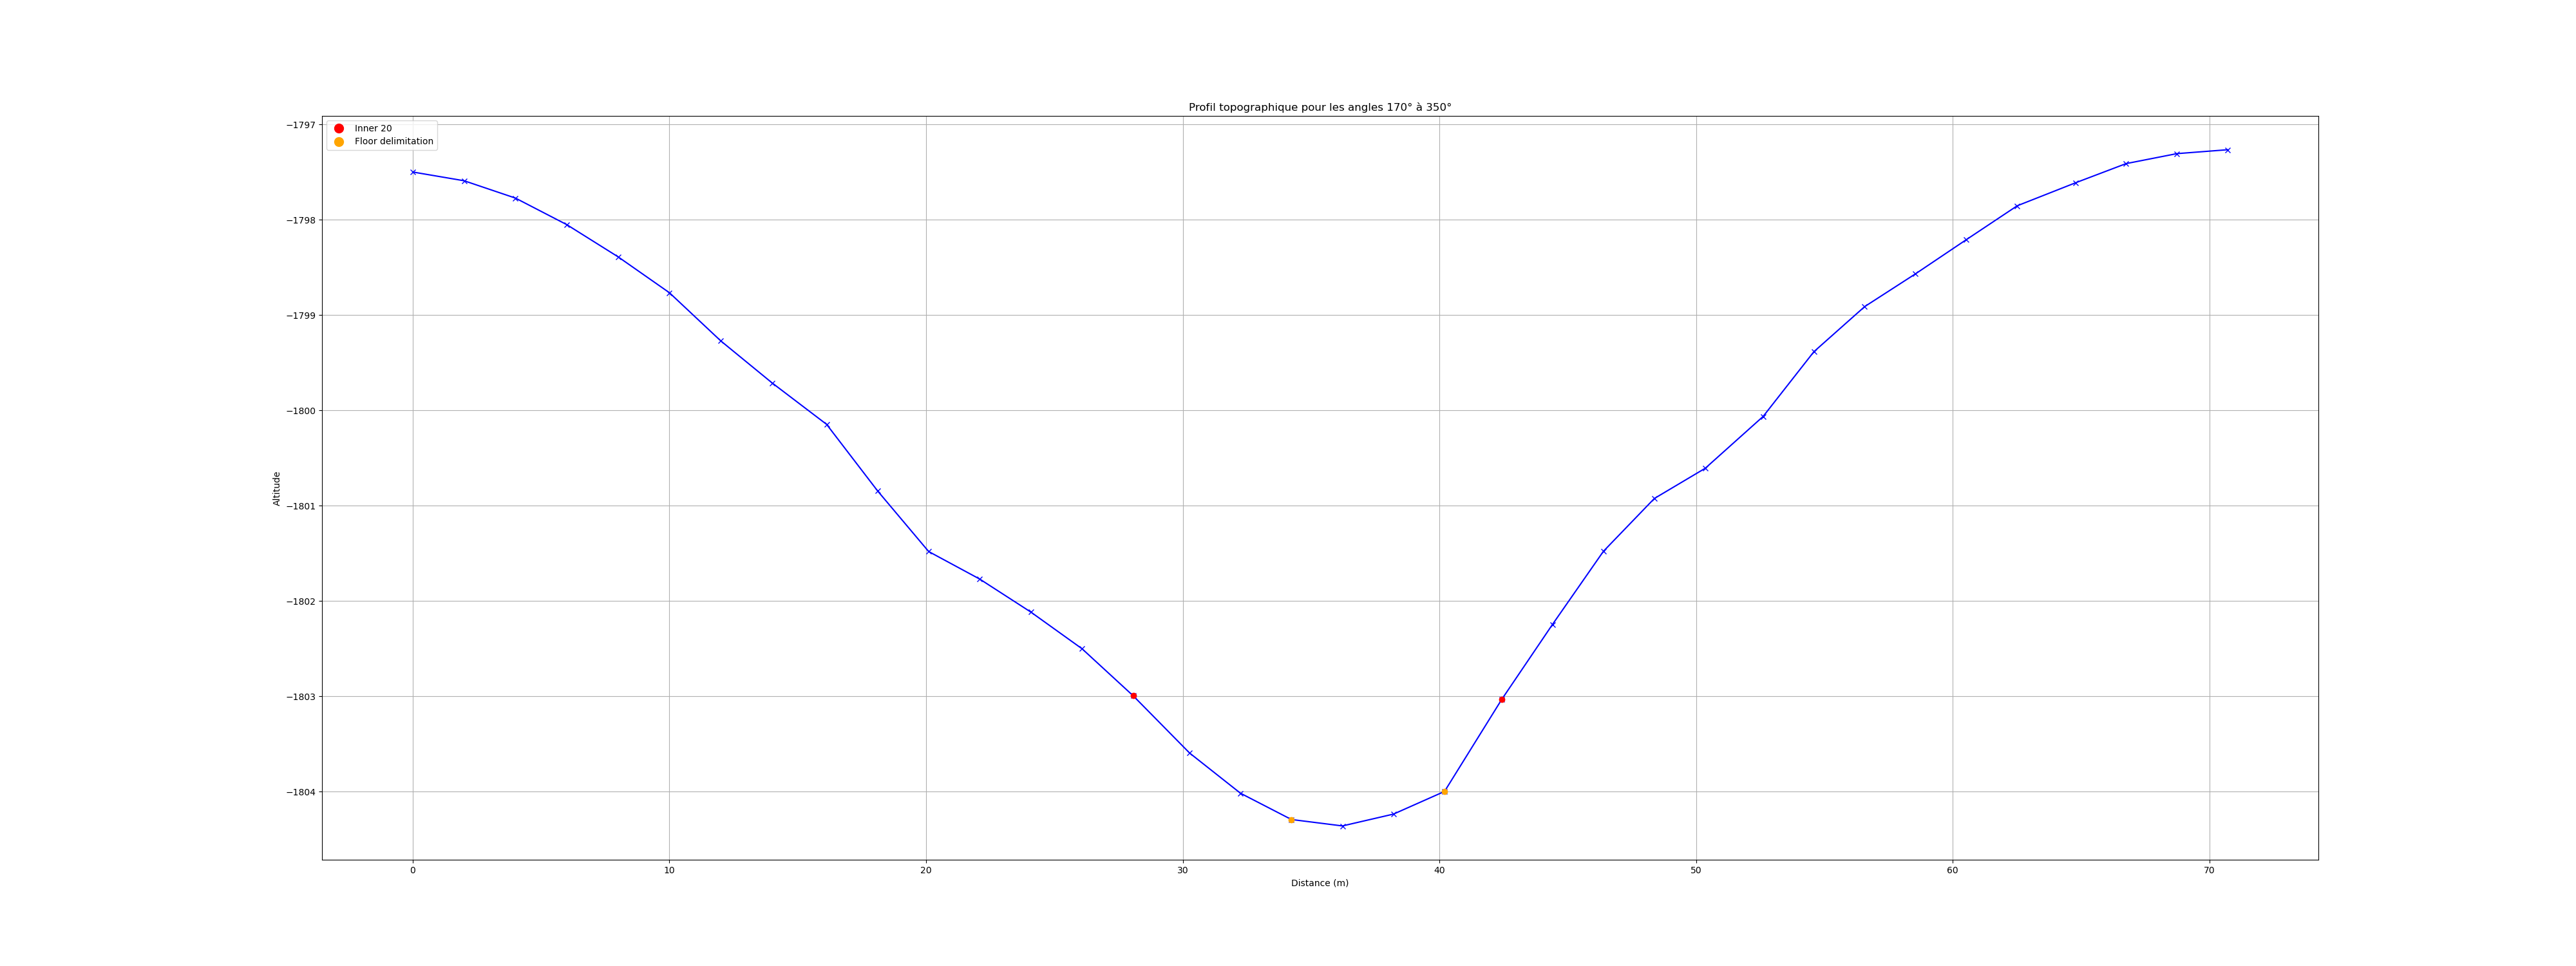 Profil topographique pour les angles 170° à 350°
Inner 20
Floor delimitation
−1797
−1798
−1799
−1800
−1801
−1802
−1803
−1804
Altitude
0 10 20 30 40 50 60 70
Distance (m)